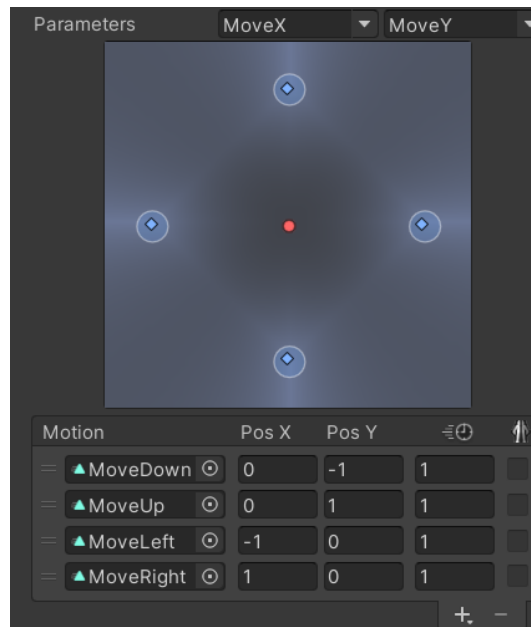 Parameters MoveX MoveY
Motion Pos X Pos Y
MoveDown 0 -1 1
MoveUp 0 1 1
MoveLeft -1 0 1
MoveRight 1 0 1